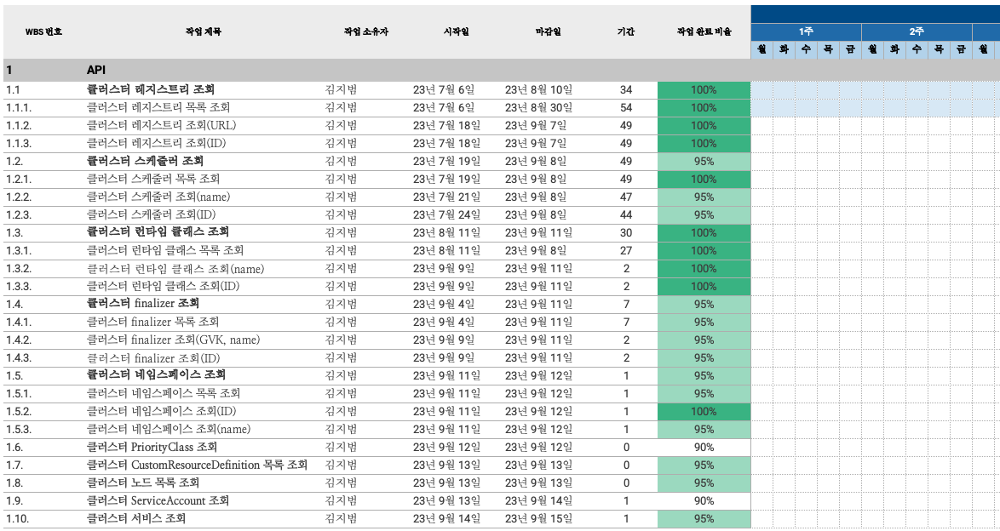 WBS 번호 작업 제목 작업 소유자 시작일 마감일 기간 작업 완료 비율 1주 2주
월 화 수 목 금 월 화 수 목 금 월
1 API
1.1 클러스터 레지스트리 조회 김지범 23년 7월 6일 23년 8월 10일 34 100%
1.1.1. 클러스터 레지스트리 목록 조회 김지범 23년 7월 6일 23년 8월 30일 54 100%
1.1.2. 클러스터 레지스트리 조회(URL) 김지범 23년 7월 18일 23년 9월 7일 49 100%
1.1.3. 클러스터 레지스트리 조회(ID) 김지범 23년 7월 18일 23년 9월 7일 49 100%
1.2. 클러스터 스케줄러 조회 김지범 23년 7월 19일 23년 9월 8일 49 95%
1.2.1. 클러스터 스케줄러 목록 조회 김지범 23년 7월 19일 23년 9월 8일 49 100%
1.2.2. 클러스터 스케줄러 조회(name) 김지범 23년 7월 21일 23년 9월 8일 47 95%
1.2.3. 클러스터 스케줄러 조회(ID) 김지범 23년 7월 24일 23년 9월 8일 44 95%
1.3. 클러스터 런타임 클래스 조회 김지범 23년 8월 11일 23년 9월 11일 30 100%
1.3.1. 클러스터 런타임 클래스 목록 조회 김지범 23년 8월 11일 23년 9월 8일 27 100%
1.3.2. 클러스터 런타임 클래스 조회(name) 김지범 23년 9월 9일 23년 9월 11일 2 100%
1.3.3. 클러스터 런타임 클래스 조회(ID) 김지범 23년 9월 9일 23년 9월 11일 2 100%
1.4. 클러스터 finalizer 조회 김지범 23년 9월 4일 23년 9월 11일 7 95%
1.4.1. 클러스터 finalizer 목록 조회 김지범 23년 9월 4일 23년 9월 11일 7 95%
1.4.2. 클러스터 finalizer 조회(GVK, name) 김지범 23년 9월 9일 23년 9월 11일 2 95%
1.4.3. 클러스터 finalizer 조회(ID) 김지범 23년 9월 9일 23년 9월 11일 2 95%
1.5. 클러스터 네임스페이스 조회 김지범 23년 9월 11일 23년 9월 12일 1 95%
1.5.1. 클러스터 네임스페이스 목록 조회 김지범 23년 9월 11일 23년 9월 12일 1 95%
1.5.2. 클러스터 네임스페이스 조회(ID) 김지범 23년 9월 11일 23년 9월 12일 1 100%
1.5.3. 클러스터 네임스페이스 조회(name) 김지범 23년 9월 11일 23년 9월 12일 1 95%
1.6. 클러스터 PriorityClass 조회 김지범 23년 9월 12일 23년 9월 12일 0 90%
1.7. 클러스터 CustomResourceDefinition 목록 조회 김지범 23년 9월 13일 23년 9월 13일 0 95%
1.8. 클러스터 노드 목록 조회 김지범 23년 9월 13일 23년 9월 13일 0 95%
1.9. 클러스터 ServiceAccount 조회 김지범 23년 9월 13일 23년 9월 14일 1 90%
1.10. 클러스터 서비스 조회 김지범 23년 9월 14일 23년 9월 15일 1 95%